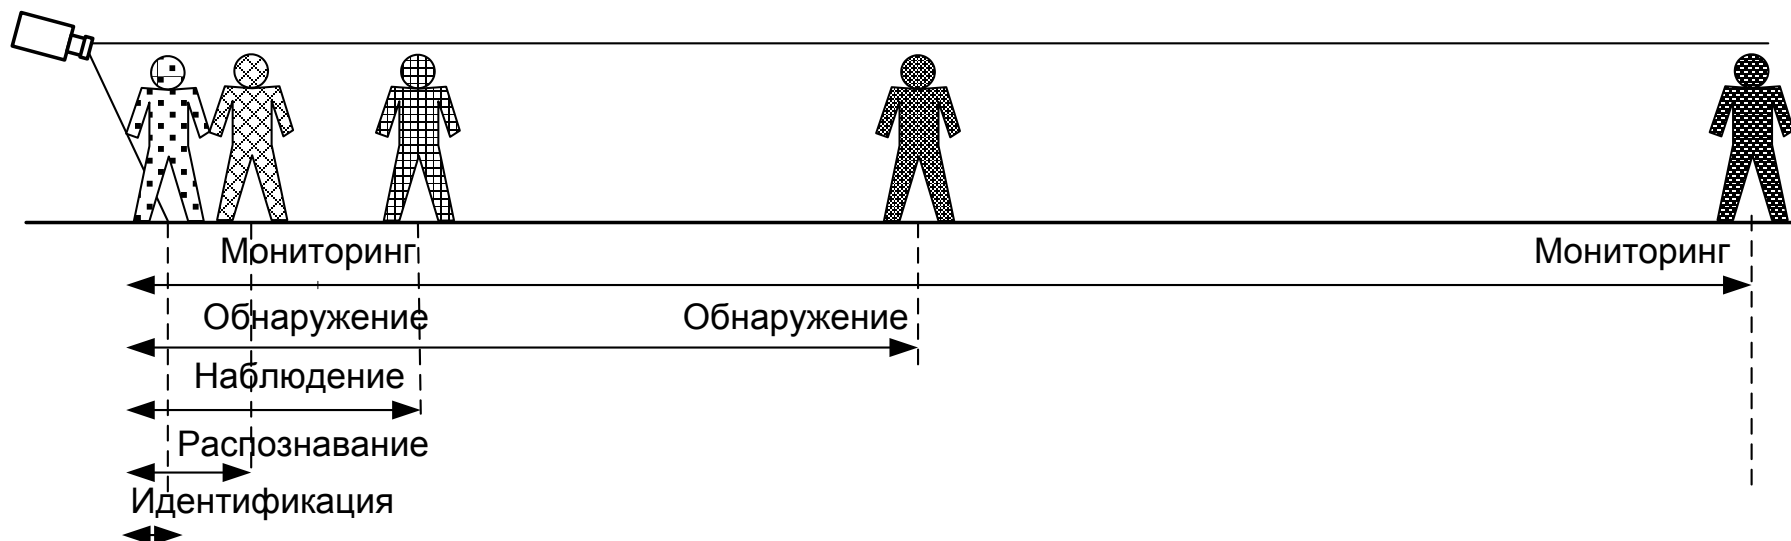 Мониторинг Мониторинг
Обнаружение Обнаружение
Наблюдение
Распознавание
Идентификация